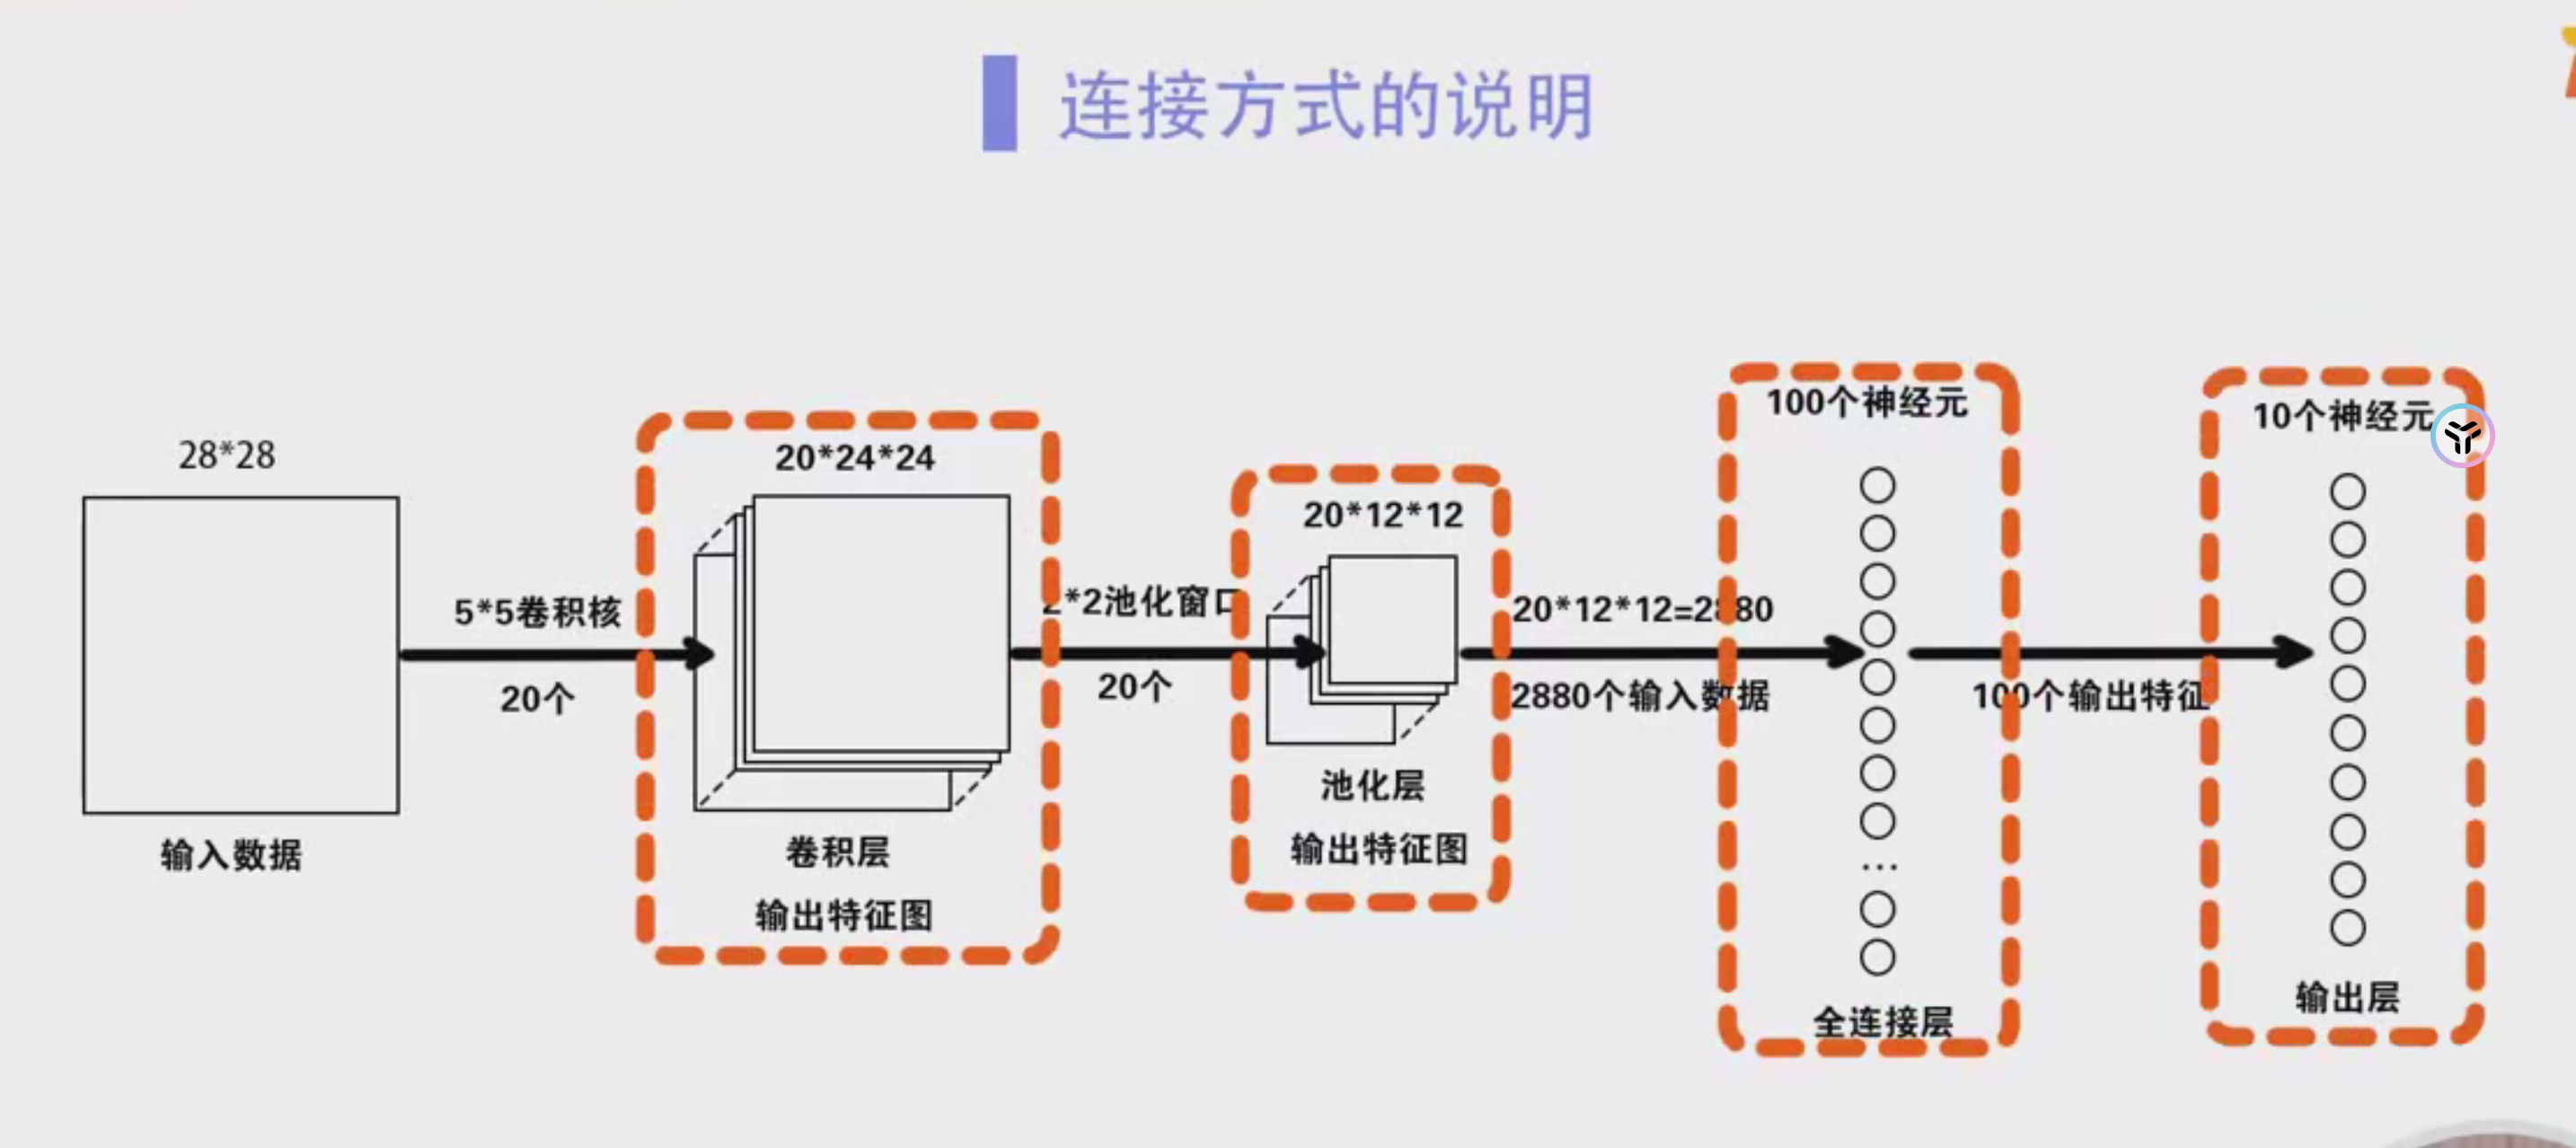 连接方式的说明
28*28
输入数据
5*5卷积核
20个
20*24*24
卷积层
输出特征图
2*2池化窗口
20个
20*12*12
池化层
输出特征图
20*12*12=2880
2880个输入数据
100个神经元
...
全连接层
100个输出特征
10个神经元
输出层